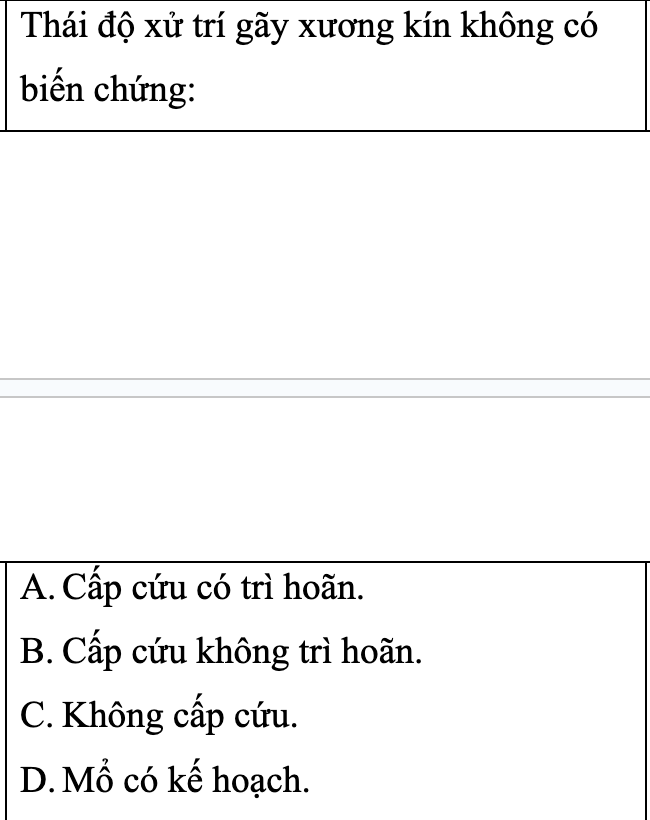 Thái độ xử trí gãy xương kín không có
biến chứng:
A. Cấp cứu có trì hoãn.
B. Cấp cứu không trì hoãn.
C. Không cấp cứu.
D. Mổ có kế hoạch.